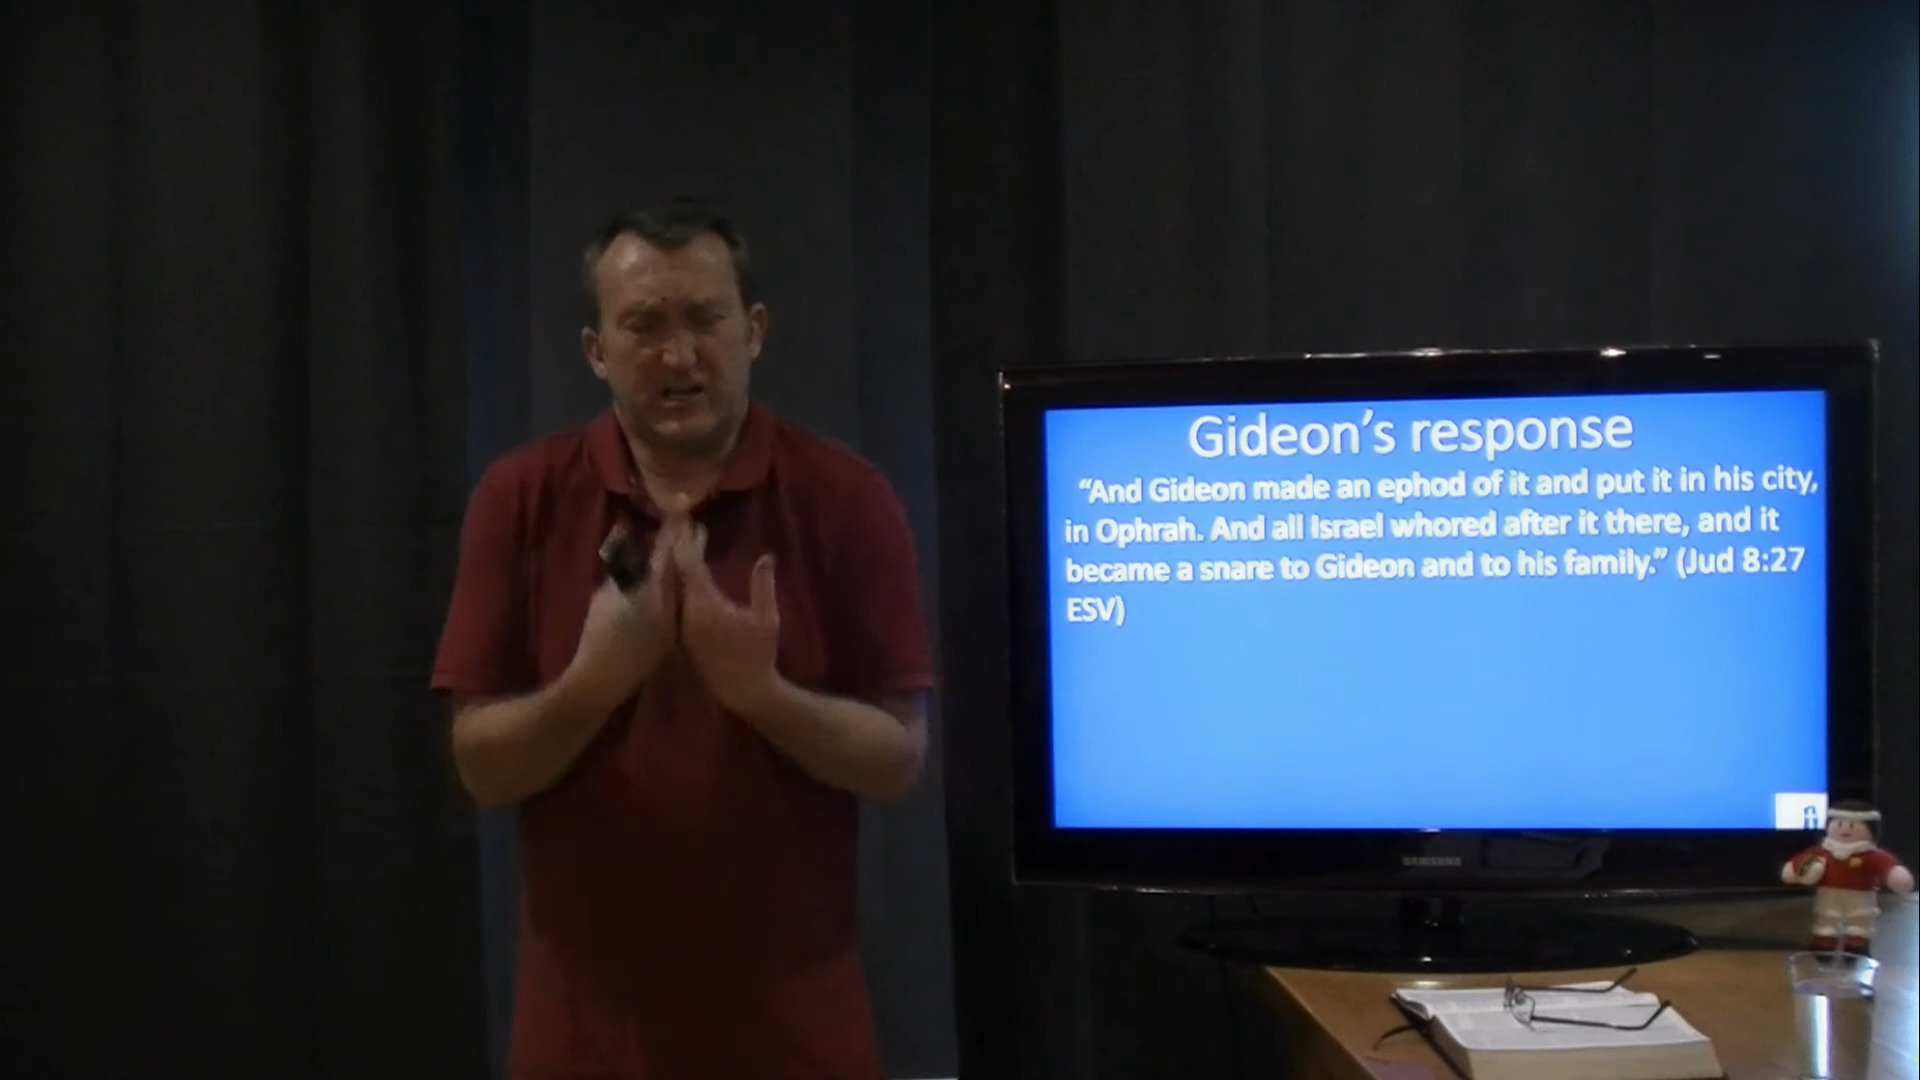 Gideon’s response
“And Gideon made an ephod of it and put it in his city,
in Ophrah. And all Israel whored after it there, and it
became a snare to Gideon and to his family.” (Jud 8:27
ESV)
SAMSUNG